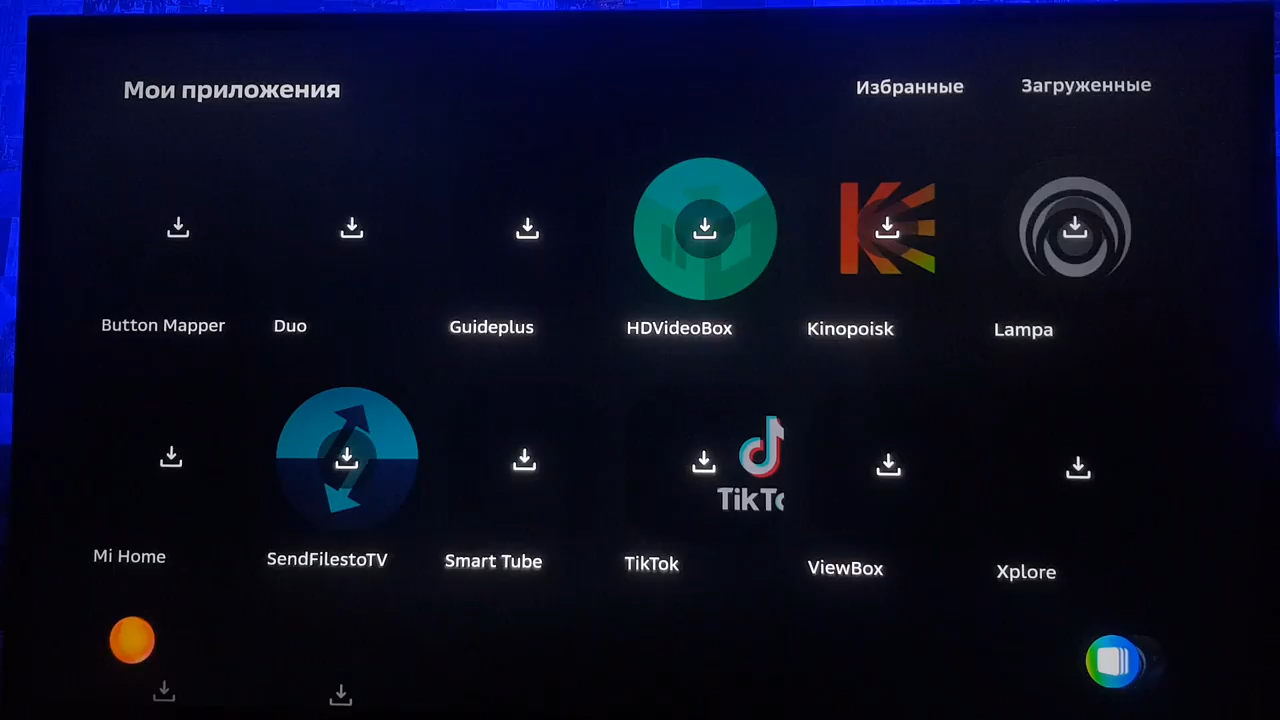 Мои приложения
Избранные
Загруженные
Button Mapper
Duo
Guideplus
HDVideoBox
Kinopoisk
Lampa
TikTo
Mi Home
SendFilestoTV
Smart Tube
TikTok
ViewBox
Xplore